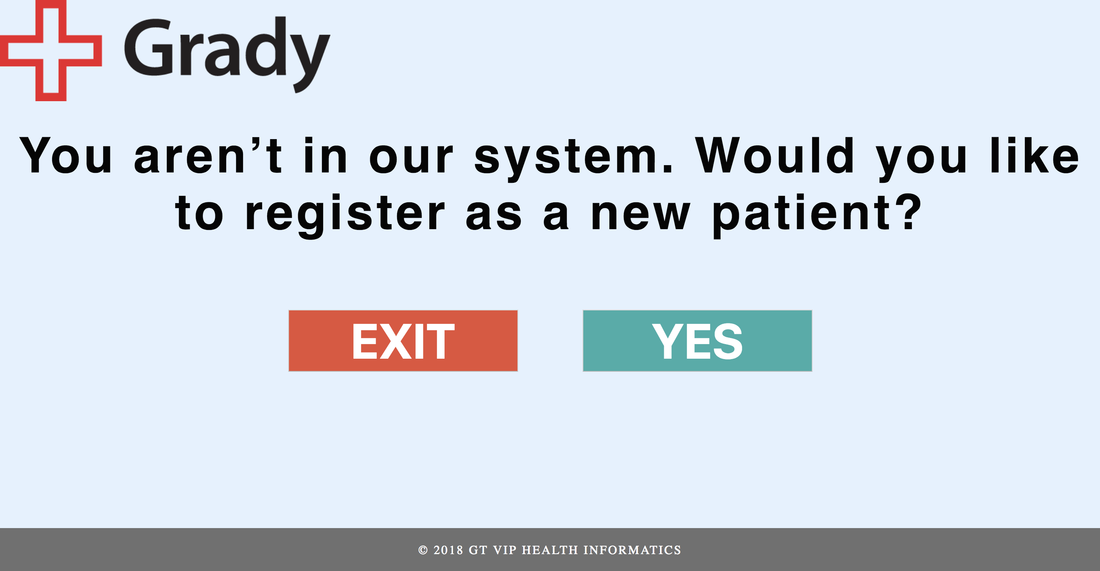 Grady
You aren’t in our system. Would you like
to register as a new patient?
EXIT
YES
© 2018 GT VIP HEALTH INFORMATICS